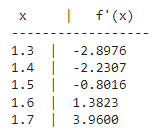 x | f'(x)
--------------------
1.3 | -2.8976
1.4 | -2.2307
1.5 | -0.8016
1.6 | 1.3823
1.7 | 3.9600